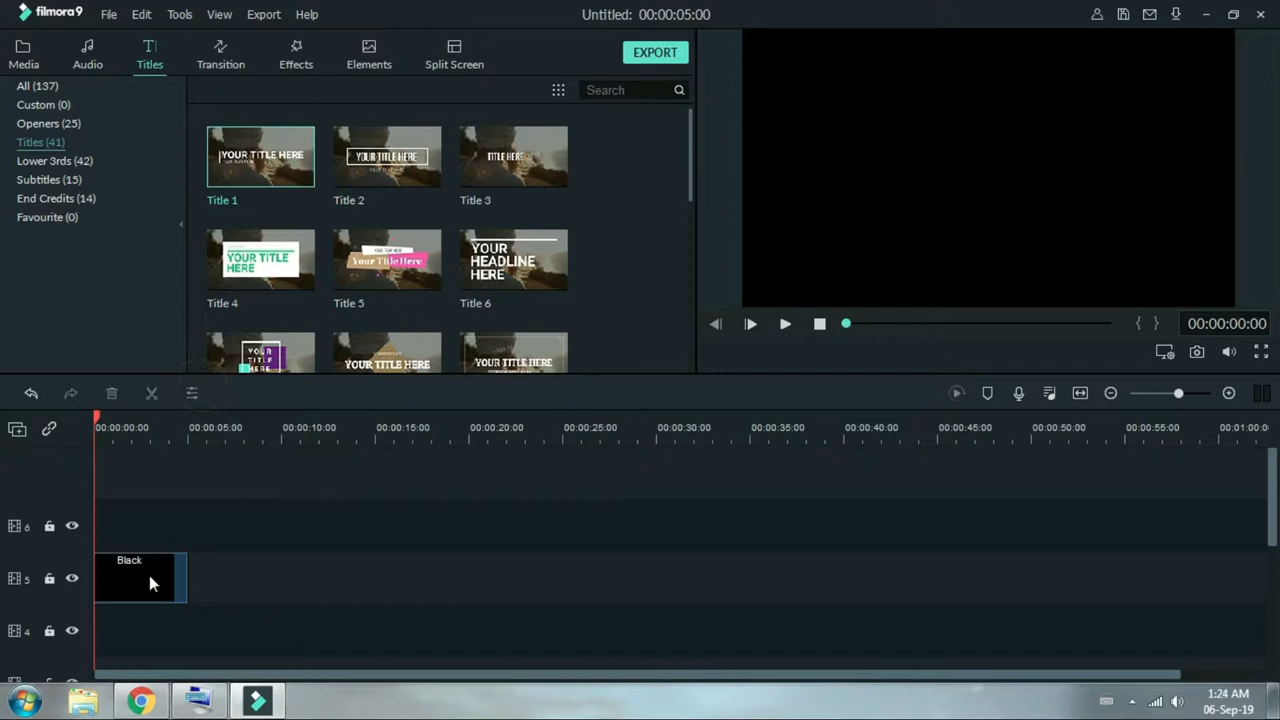 filmora9
File Edit Tools View Export Help
Untitled: 00:00:05:00
Media Audio Titles Transition Effects Elements Split Screen
EXPORT
All (137)
Custom (0)
Openers (25)
Titles (41)
Lower 3rds (42)
Subtitles (15)
End Credits (14)
Favourite (0)
Search
YOUR TITLE HERE
YOUR TITLE HERE
TITLE HERE
Title 1
Title 2
Title 3
YOUR TITLE
HERE
Your Title Here
YOUR
HEADLINE
HERE
Title 4
Title 5
Title 6
YOUR
TITLE
HERE
YOUR TITLE HERE
YOUR TITLE HERE
00:00:00:00
00:00:00:00 00:00:05:00 00:00:10:00 00:00:15:00 00:00:20:00 00:00:25:00 00:00:30:00 00:00:35:00 00:00:40:00 00:00:45:00 00:00:50:00 00:00:55:00 00:01:00:0
6
Black
5
4
1:24 AM
06-Sep-19